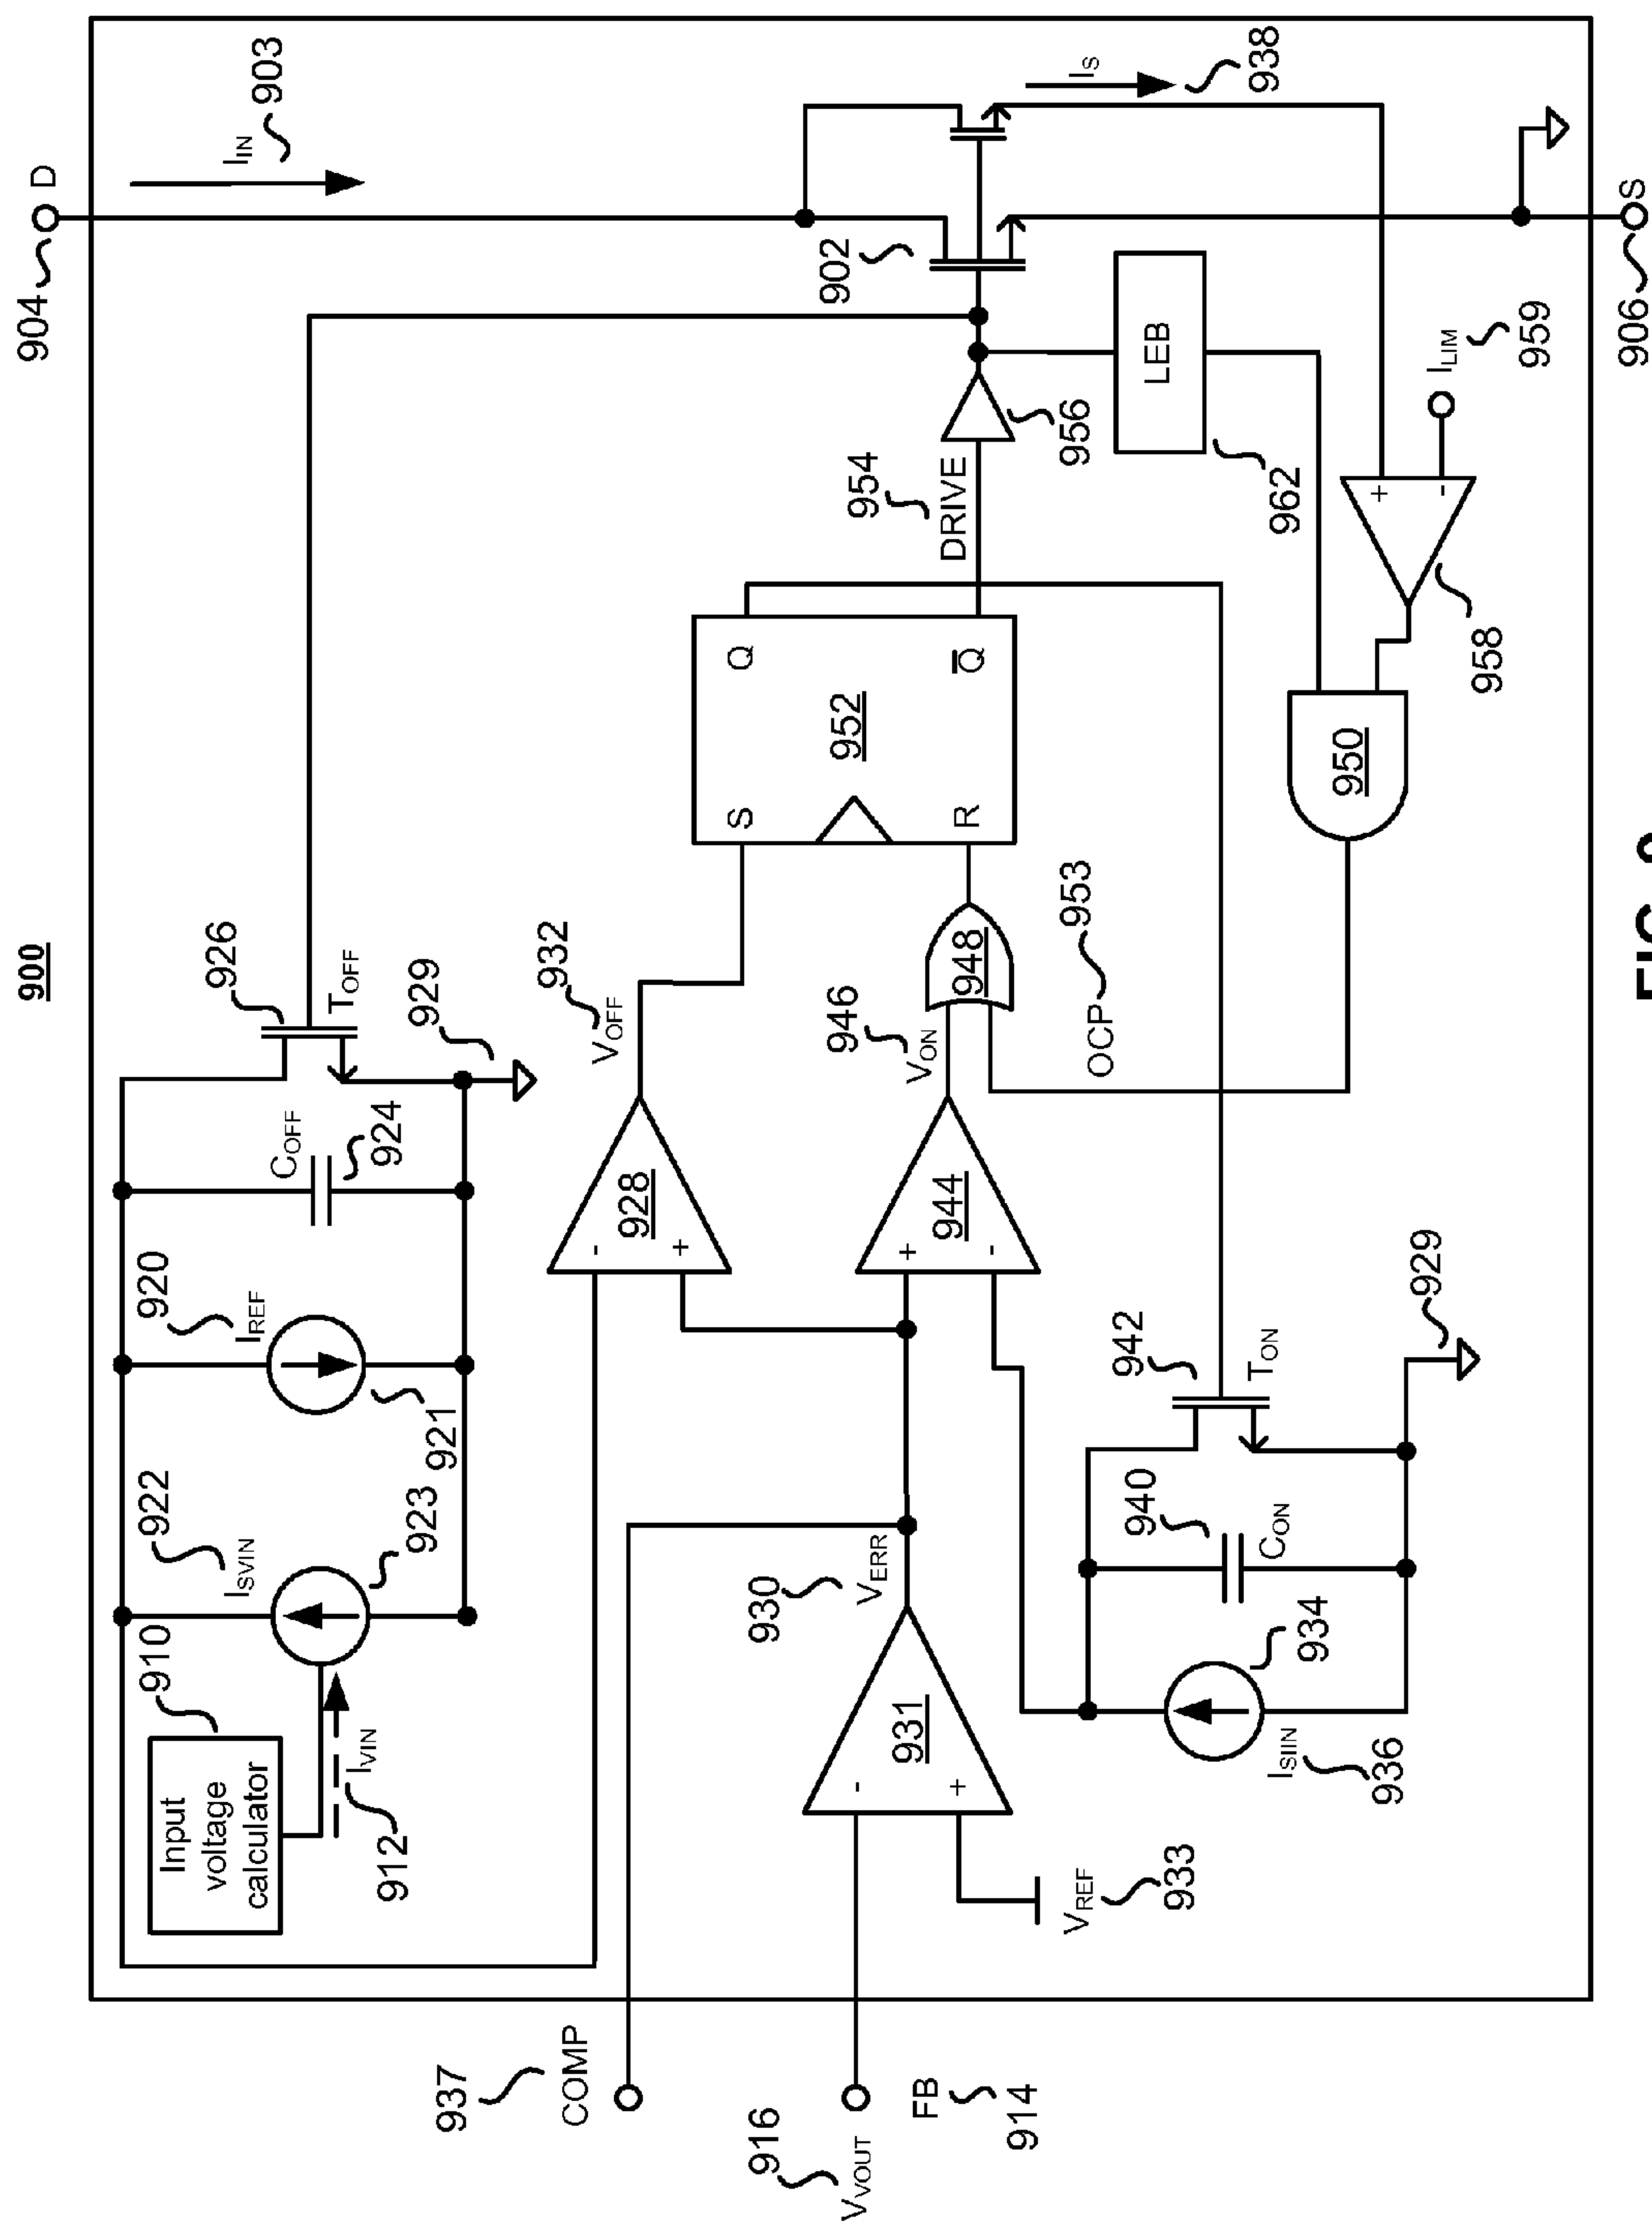 900
904
D
I_IN
903
Input
voltage
calculator
910
I_SVIN
922
I_VIN
912
923
I_REF
920
921
C_OFF
924
T_OFF
926
929
902
I_S
938
937
COMP
928
-
+
V_OFF
932
S
Q
952
R
Q̅
954
DRIVE
956
LEB
962
916
V_VOUT
FB
914
931
-
+
V_REF
933
930
V_ERR
944
+
-
V_ON
946
948
OCP
953
950
958
+
-
I_LIM
959
I_SIIN
936
934
940
C_ON
942
T_ON
929
906
S